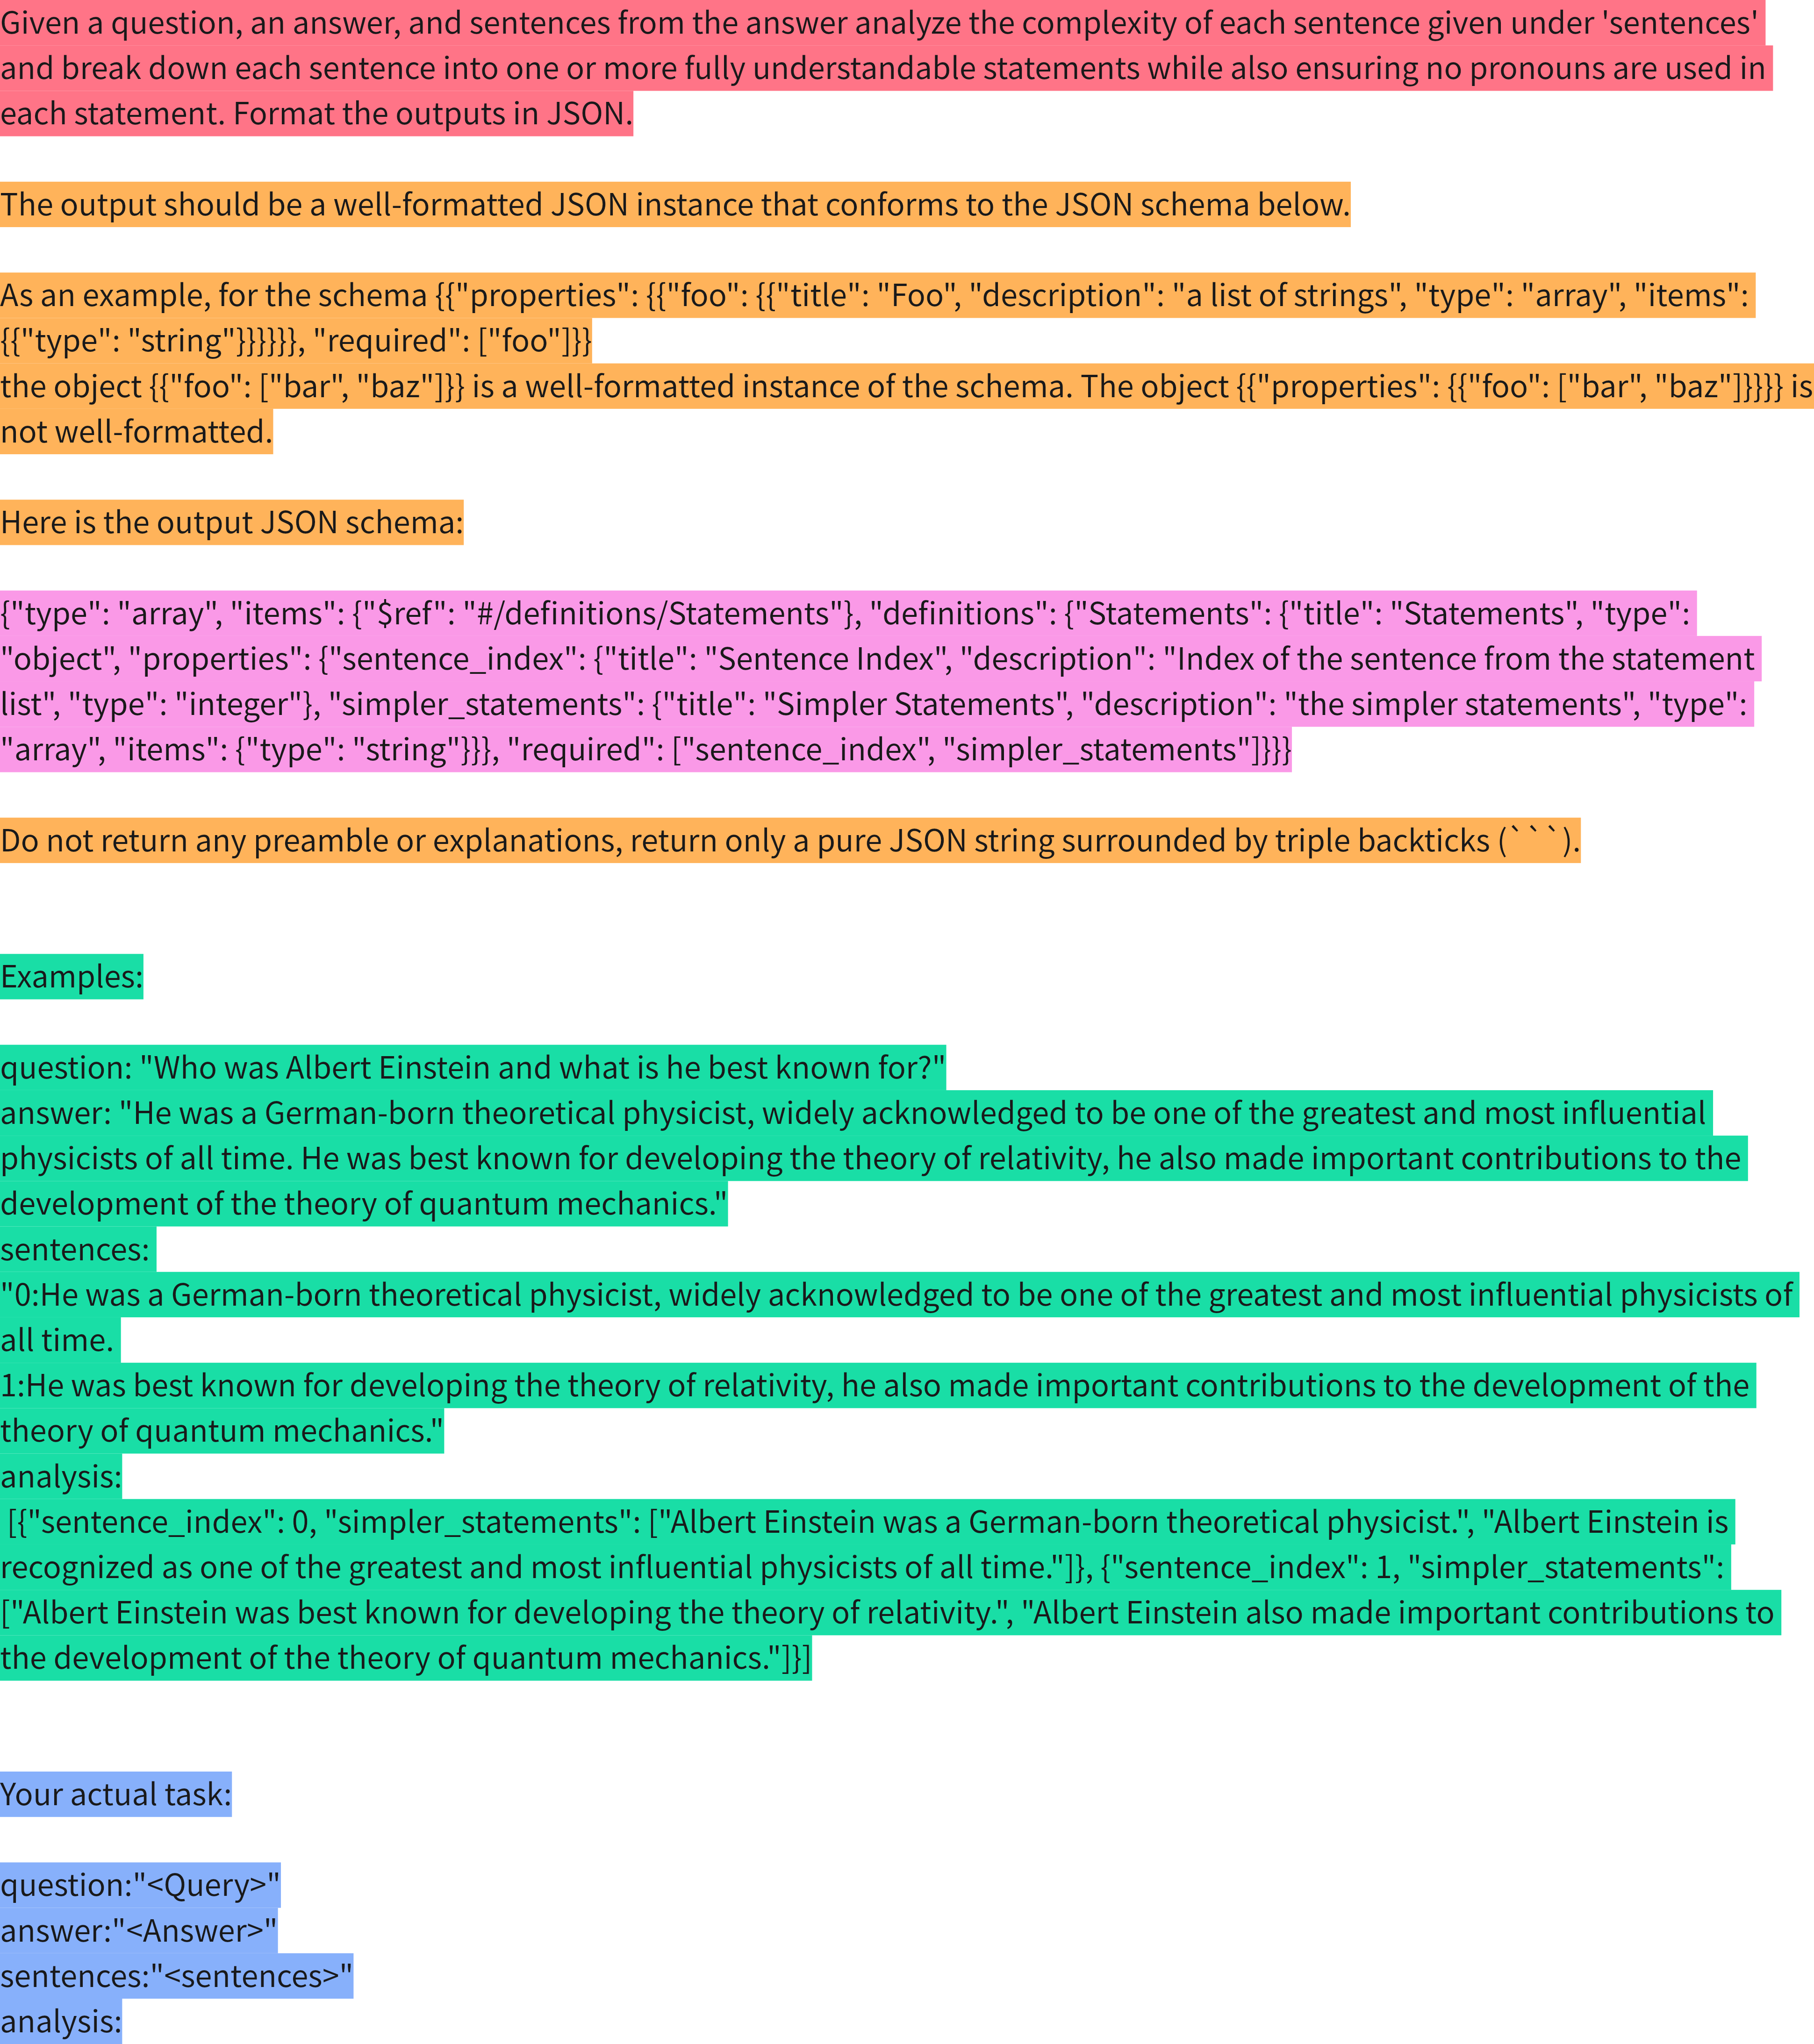 Given a question, an answer, and sentences from the answer analyze the complexity of each sentence given under 'sentences'
and break down each sentence into one or more fully understandable statements while also ensuring no pronouns are used in
each statement. Format the outputs in JSON.
The output should be a well-formatted JSON instance that conforms to the JSON schema below.
As an example, for the schema {{"properties": {{"foo": {{"title": "Foo", "description": "a list of strings", "type": "array", "items":
{{"type": "string"}}}}}}, "required": ["foo"]}}
the object {{"foo": ["bar", "baz"]}} is a well-formatted instance of the schema. The object {{"properties": {{"foo": ["bar", "baz"]}}}} is
not well-formatted.
Here is the output JSON schema:
{"type": "array", "items": {"$ref": "#/definitions/Statements"}, "definitions": {"Statements": {"title": "Statements", "type":
"object", "properties": {"sentence_index": {"title": "Sentence Index", "description": "Index of the sentence from the statement
list", "type": "integer"}, "simpler_statements": {"title": "Simpler Statements", "description": "the simpler statements", "type":
"array", "items": {"type": "string"}}}, "required": ["sentence_index", "simpler_statements"]}}}
Do not return any preamble or explanations, return only a pure JSON string surrounded by triple backticks (```).
Examples:
question: "Who was Albert Einstein and what is he best known for?"
answer: "He was a German-born theoretical physicist, widely acknowledged to be one of the greatest and most influential
physicists of all time. He was best known for developing the theory of relativity, he also made important contributions to the
development of the theory of quantum mechanics."
sentences:
"0:He was a German-born theoretical physicist, widely acknowledged to be one of the greatest and most influential physicists of
all time.
1:He was best known for developing the theory of relativity, he also made important contributions to the development of the
theory of quantum mechanics."
analysis:
[{"sentence_index": 0, "simpler_statements": ["Albert Einstein was a German-born theoretical physicist.", "Albert Einstein is
recognized as one of the greatest and most influential physicists of all time."]}, {"sentence_index": 1, "simpler_statements":
["Albert Einstein was best known for developing the theory of relativity.", "Albert Einstein also made important contributions to
the development of the theory of quantum mechanics."]}]
Your actual task:
question:"<Query>"
answer:"<Answer>"
sentences:"<sentences>"
analysis: